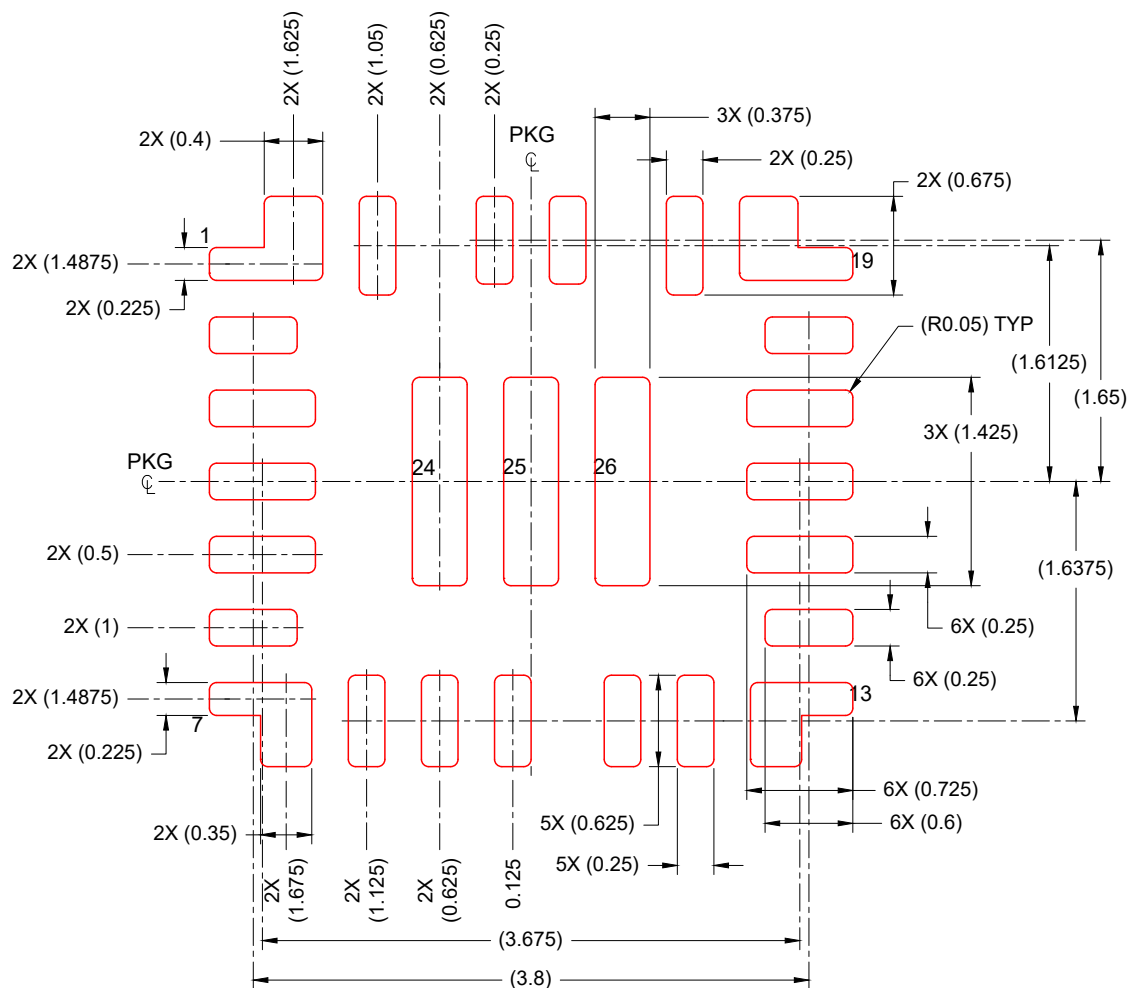 2X (1.625)
2X (1.05)
2X (0.625)
2X (0.25)
3X (0.375)
2X (0.4)
PKG
℄
2X (0.25)
2X (0.675)
1
19
2X (1.4875)
2X (0.225)
(R0.05) TYP
(1.6125)
(1.65)
3X (1.425)
PKG
℄
24
25
26
2X (0.5)
(1.6375)
2X (1)
6X (0.25)
6X (0.25)
2X (1.4875)
7
13
2X (0.225)
6X (0.725)
2X (0.35)
5X (0.625)
6X (0.6)
5X (0.25)
2X
(1.675)
2X
(1.125)
2X
(0.625)
0.125
(3.675)
(3.8)